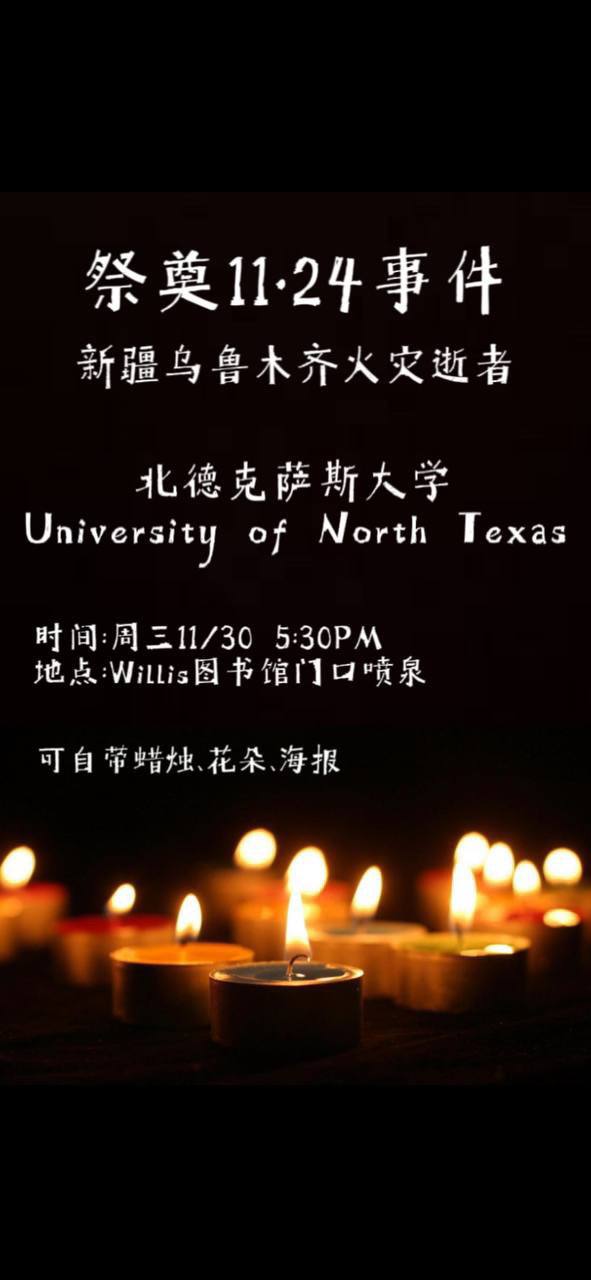 祭奠11·24事件
新疆乌鲁木齐火灾逝者
北德克萨斯大学
University of North Texas
时间:周三11/30 5:30PM
地点:Willis图书馆门口喷泉
可自带蜡烛、花朵、海报